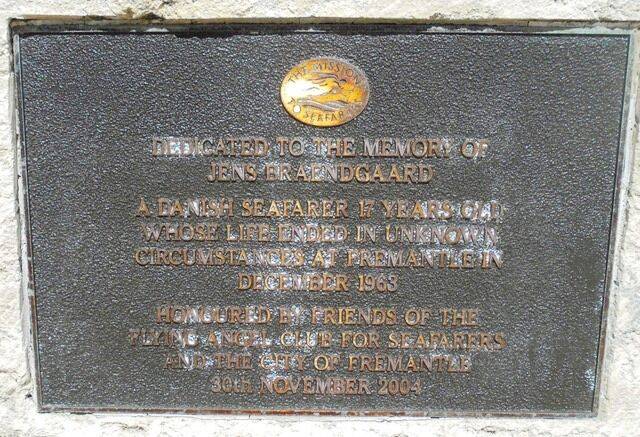 THE MISSION
TO SEAFARERS
DEDICATED TO THE MEMORY OF
JENS BRAENDGAARD
A DANISH SEAFARER 17 YEARS OLD
WHOSE LIFE ENDED IN UNKNOWN
CIRCUMSTANCES AT FREMANTLE IN
DECEMBER 1963
HONOURED BY FRIENDS OF THE
FLYING ANGEL CLUB FOR SEAFARERS
AND THE CITY OF FREMANTLE
30TH NOVEMBER 2004